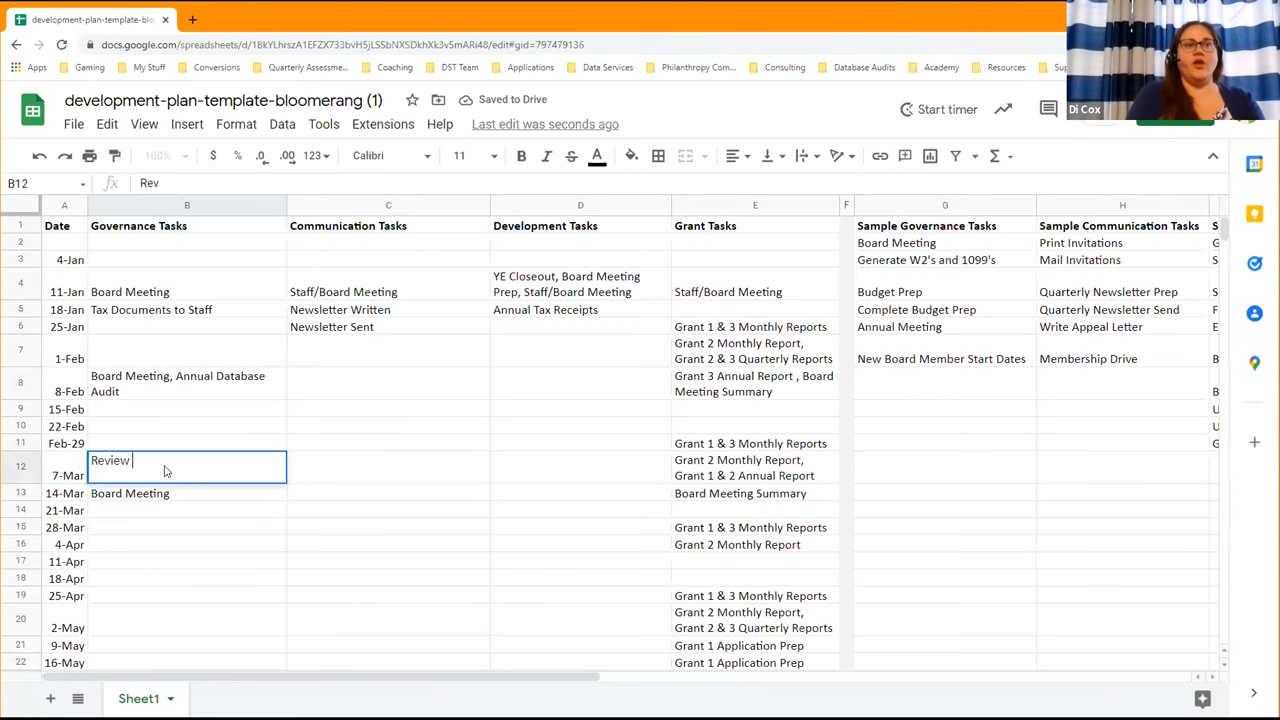 development-plan-template-bloo
docs.google.com/spreadsheets/d/1BkYLhrszA1EFZX733bvH5jLSSbNXSDkhXk3v5mARi48/edit#gid=797479136
Apps Gaming My Stuff Conversions Quarterly Assessme... Coaching DST Team Applications Data Services Philanthropy Com... Consulting Database Audits Academy Resources
development-plan-template-bloomerang (1) Saved to Drive Start timer
Di Cox
File Edit View Insert Format Data Tools Extensions Help Last edit was seconds ago
100% $ % .0 .00 123 Calibri 11 B I S A Σ
B12 fx Rev
A B C D E F G H
1 Date Governance Tasks Communication Tasks Development Tasks Grant Tasks Sample Governance Tasks Sample Communication Tasks S
2 Board Meeting Print Invitations G
3 4-Jan Generate W2's and 1099's Mail Invitations S
YE Closeout, Board Meeting
4 11-Jan Board Meeting Staff/Board Meeting Prep, Staff/Board Meeting Staff/Board Meeting Budget Prep Quarterly Newsletter Prep S
5 18-Jan Tax Documents to Staff Newsletter Written Annual Tax Receipts Complete Budget Prep Quarterly Newsletter Send F
6 25-Jan Newsletter Sent Grant 1 & 3 Monthly Reports Annual Meeting Write Appeal Letter E
Grant 2 Monthly Report,
7 1-Feb Grant 2 & 3 Quarterly Reports New Board Member Start Dates Membership Drive B
Board Meeting, Annual Database Grant 3 Annual Report , Board
8 8-Feb Audit Meeting Summary B
9 15-Feb U
10 22-Feb U
11 Feb-29 Grant 1 & 3 Monthly Reports G
Review Grant 2 Monthly Report,
12 7-Mar Grant 1 & 2 Annual Report
13 14-Mar Board Meeting Board Meeting Summary
14 21-Mar
15 28-Mar Grant 1 & 3 Monthly Reports
16 4-Apr Grant 2 Monthly Report
17 11-Apr
18 18-Apr
19 25-Apr Grant 1 & 3 Monthly Reports
Grant 2 Monthly Report,
20 2-May Grant 2 & 3 Quarterly Reports
21 9-May Grant 1 Application Prep
22 16-May Grant 1 Application Prep
Sheet1